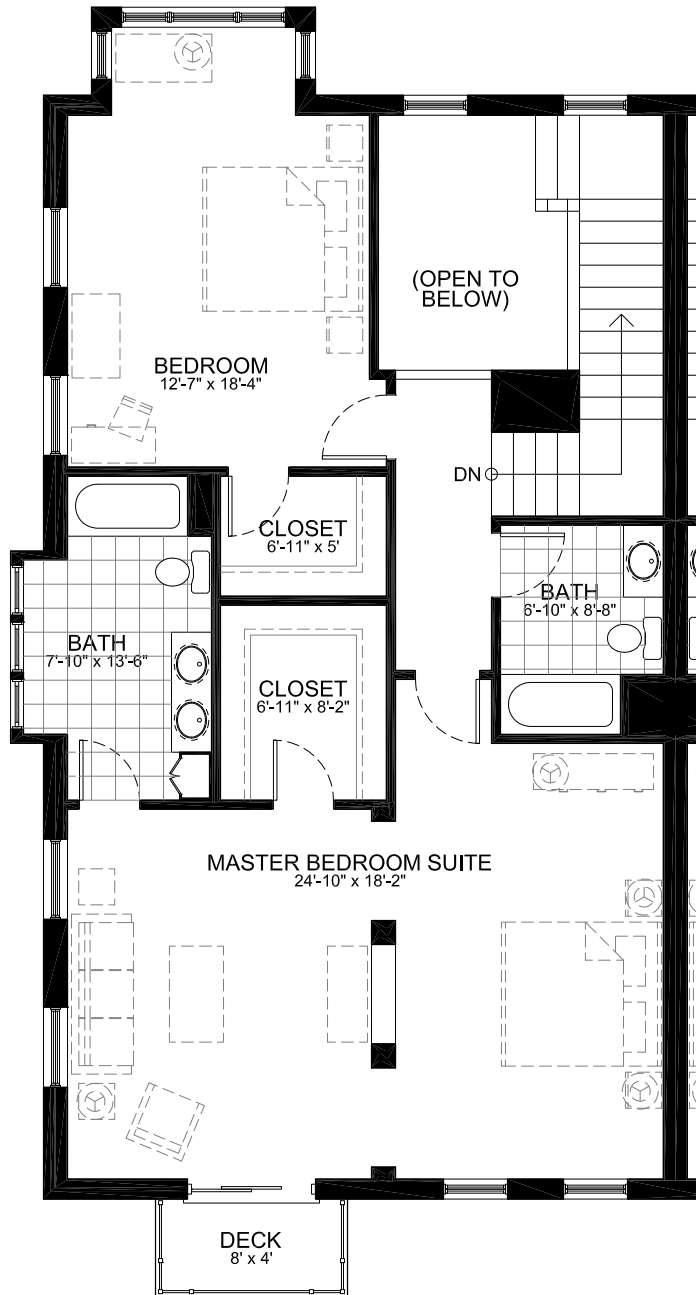 (OPEN TO
BELOW)
BEDROOM
12'-7" x 18'-4"
DN
CLOSET
6'-11" x 5'
BATH
6'-10" x 8'-8"
BATH
7'-10" x 13'-6"
CLOSET
6'-11" x 8'-2"
MASTER BEDROOM SUITE
24'-10" x 18'-2"
DECK
8' x 4'